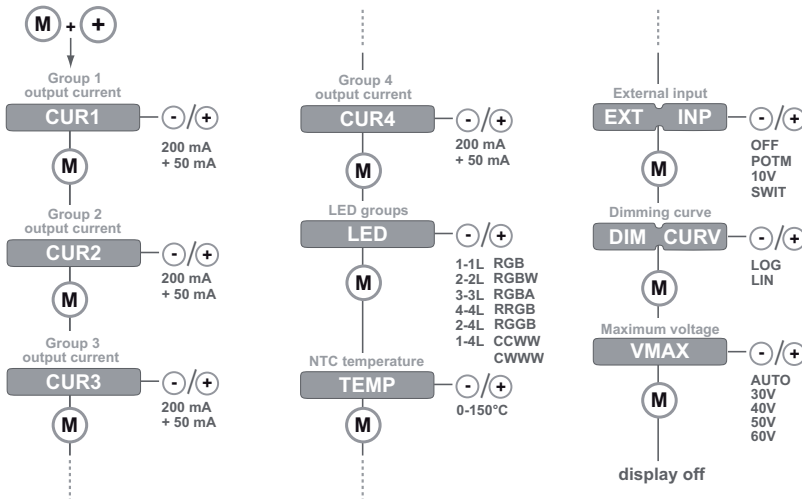 M + +
Group 1
output current
CUR1
- / +
200 mA
+ 50 mA
M
Group 2
output current
CUR2
- / +
200 mA
+ 50 mA
M
Group 3
output current
CUR3
- / +
200 mA
+ 50 mA
M
Group 4
output current
CUR4
- / +
200 mA
+ 50 mA
M
LED groups
LED
- / +
1-1L RGB
2-2L RGBW
3-3L RGBA
4-4L RRGB
2-4L RGGB
1-4L CCWW
CWWW
M
NTC temperature
TEMP
- / +
0-150°C
M
External input
EXT INP
- / +
OFF
POTM
10V
SWIT
M
Dimming curve
DIM CURV
- / +
LOG
LIN
M
Maximum voltage
VMAX
- / +
AUTO
30V
40V
50V
60V
M
display off